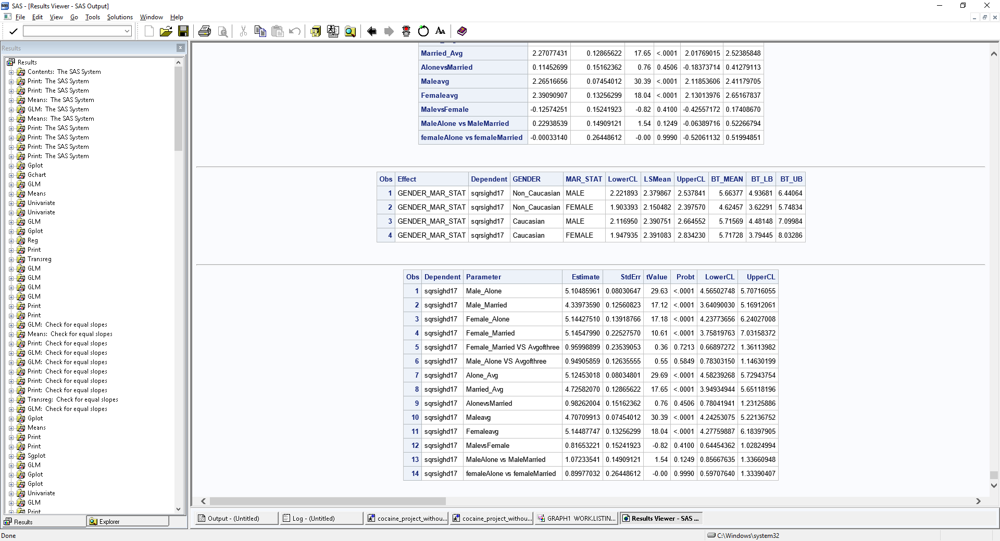 SAS - [Results Viewer - SAS Output]
File Edit View Go Tools Solutions Window Help
Results
Results
Contents: The SAS System
Print: The SAS System
Print: The SAS System
Means: The SAS System
GLM: The SAS System
Means: The SAS System
Print: The SAS System
Print: The SAS System
Print: The SAS System
Print: The SAS System
Gplot
Gchart
GLM
Means
Univariate
Univariate
GLM
Gplot
Reg
Print
Transreg
GLM
GLM
GLM
GLM
Print
Print
GLM: Check for equal slopes
Means: Check for equal slopes
Print: Check for equal slopes
GLM: Check for equal slopes
GLM: Check for equal slopes
Print: Check for equal slopes
Print: Check for equal slopes
Print: Check for equal slopes
Transreg: Check for equal slopes
GLM: Check for equal slopes
Gplot
Means
Print
Print
Sgplot
GLM
Gplot
Gplot
Univariate
GLM
Print
Results Explorer
Married_Avg 2.27077431 0.12865622 17.65 <.0001 2.01769015 2.52385848
AlonevsMarried 0.11452699 0.15162362 0.76 0.4506 -0.18373714 0.41279113
Maleavg 2.26516656 0.07454012 30.39 <.0001 2.11853606 2.41179705
Femaleavg 2.39090907 0.13256299 18.04 <.0001 2.13013976 2.65167837
MalevsFemale -0.12574251 0.15241923 -0.82 0.4100 -0.42557172 0.17408670
MaleAlone vs MaleMarried 0.22938539 0.14909121 1.54 0.1249 -0.06389716 0.52266794
femaleAlone vs femaleMarried -0.00033140 0.26448612 -0.00 0.9990 -0.52061132 0.51994851
Obs Effect Dependent GENDER MAR_STAT LowerCL LSMean UpperCL BT_MEAN BT_LB BT_UB
1 GENDER_MAR_STAT sqrsighd17 Non_Caucasian MALE 2.221893 2.379867 2.537841 5.66377 4.93681 6.44064
2 GENDER_MAR_STAT sqrsighd17 Non_Caucasian FEMALE 1.903393 2.150482 2.397570 4.62457 3.62291 5.74834
3 GENDER_MAR_STAT sqrsighd17 Caucasian MALE 2.116950 2.390751 2.664552 5.71569 4.48148 7.09984
4 GENDER_MAR_STAT sqrsighd17 Caucasian FEMALE 1.947935 2.391083 2.834230 5.71728 3.79445 8.03286
Obs Dependent Parameter Estimate StdErr tValue Probt LowerCL UpperCL
1 sqrsighd17 Male_Alone 5.10485961 0.08030647 29.63 <.0001 4.56502748 5.70716055
2 sqrsighd17 Male_Married 4.33973590 0.12560823 17.12 <.0001 3.64090030 5.16912061
3 sqrsighd17 Female_Alone 5.14427510 0.13918766 17.18 <.0001 4.23773656 6.24027008
4 sqrsighd17 Female_Married 5.14547990 0.22527570 10.61 <.0001 3.75819763 7.03158372
5 sqrsighd17 Female_Married VS Avgofthree 0.95998899 0.23539053 0.36 0.7213 0.66897272 1.36113982
6 sqrsighd17 Male_Alone VS Avgofthree 0.94905859 0.12635555 0.55 0.5849 0.78303150 1.14630199
7 sqrsighd17 Alone_Avg 5.12453018 0.08034801 29.69 <.0001 4.58239268 5.72943754
8 sqrsighd17 Married_Avg 4.72582070 0.12865622 17.65 <.0001 3.94934944 5.65118196
9 sqrsighd17 AlonevsMarried 0.98262004 0.15162362 0.76 0.4506 0.78041941 1.23125886
10 sqrsighd17 Maleavg 4.70709913 0.07454012 30.39 <.0001 4.24253075 5.22136752
11 sqrsighd17 Femaleavg 5.14487747 0.13256299 18.04 <.0001 4.27759887 6.18397905
12 sqrsighd17 MalevsFemale 0.81653221 0.15241923 -0.82 0.4100 0.64454362 1.02824994
13 sqrsighd17 MaleAlone vs MaleMarried 1.07233541 0.14909121 1.54 0.1249 0.85667635 1.33660948
14 sqrsighd17 femaleAlone vs femaleMarried 0.89977032 0.26448612 -0.00 0.9990 0.59707640 1.33390407
Output - (Untitled) Log - (Untitled) cocaine_project_withou... cocaine_project_withou... GRAPH1 WORK.LISTIN... Results Viewer - SAS ...
Done C:\Windows\system32